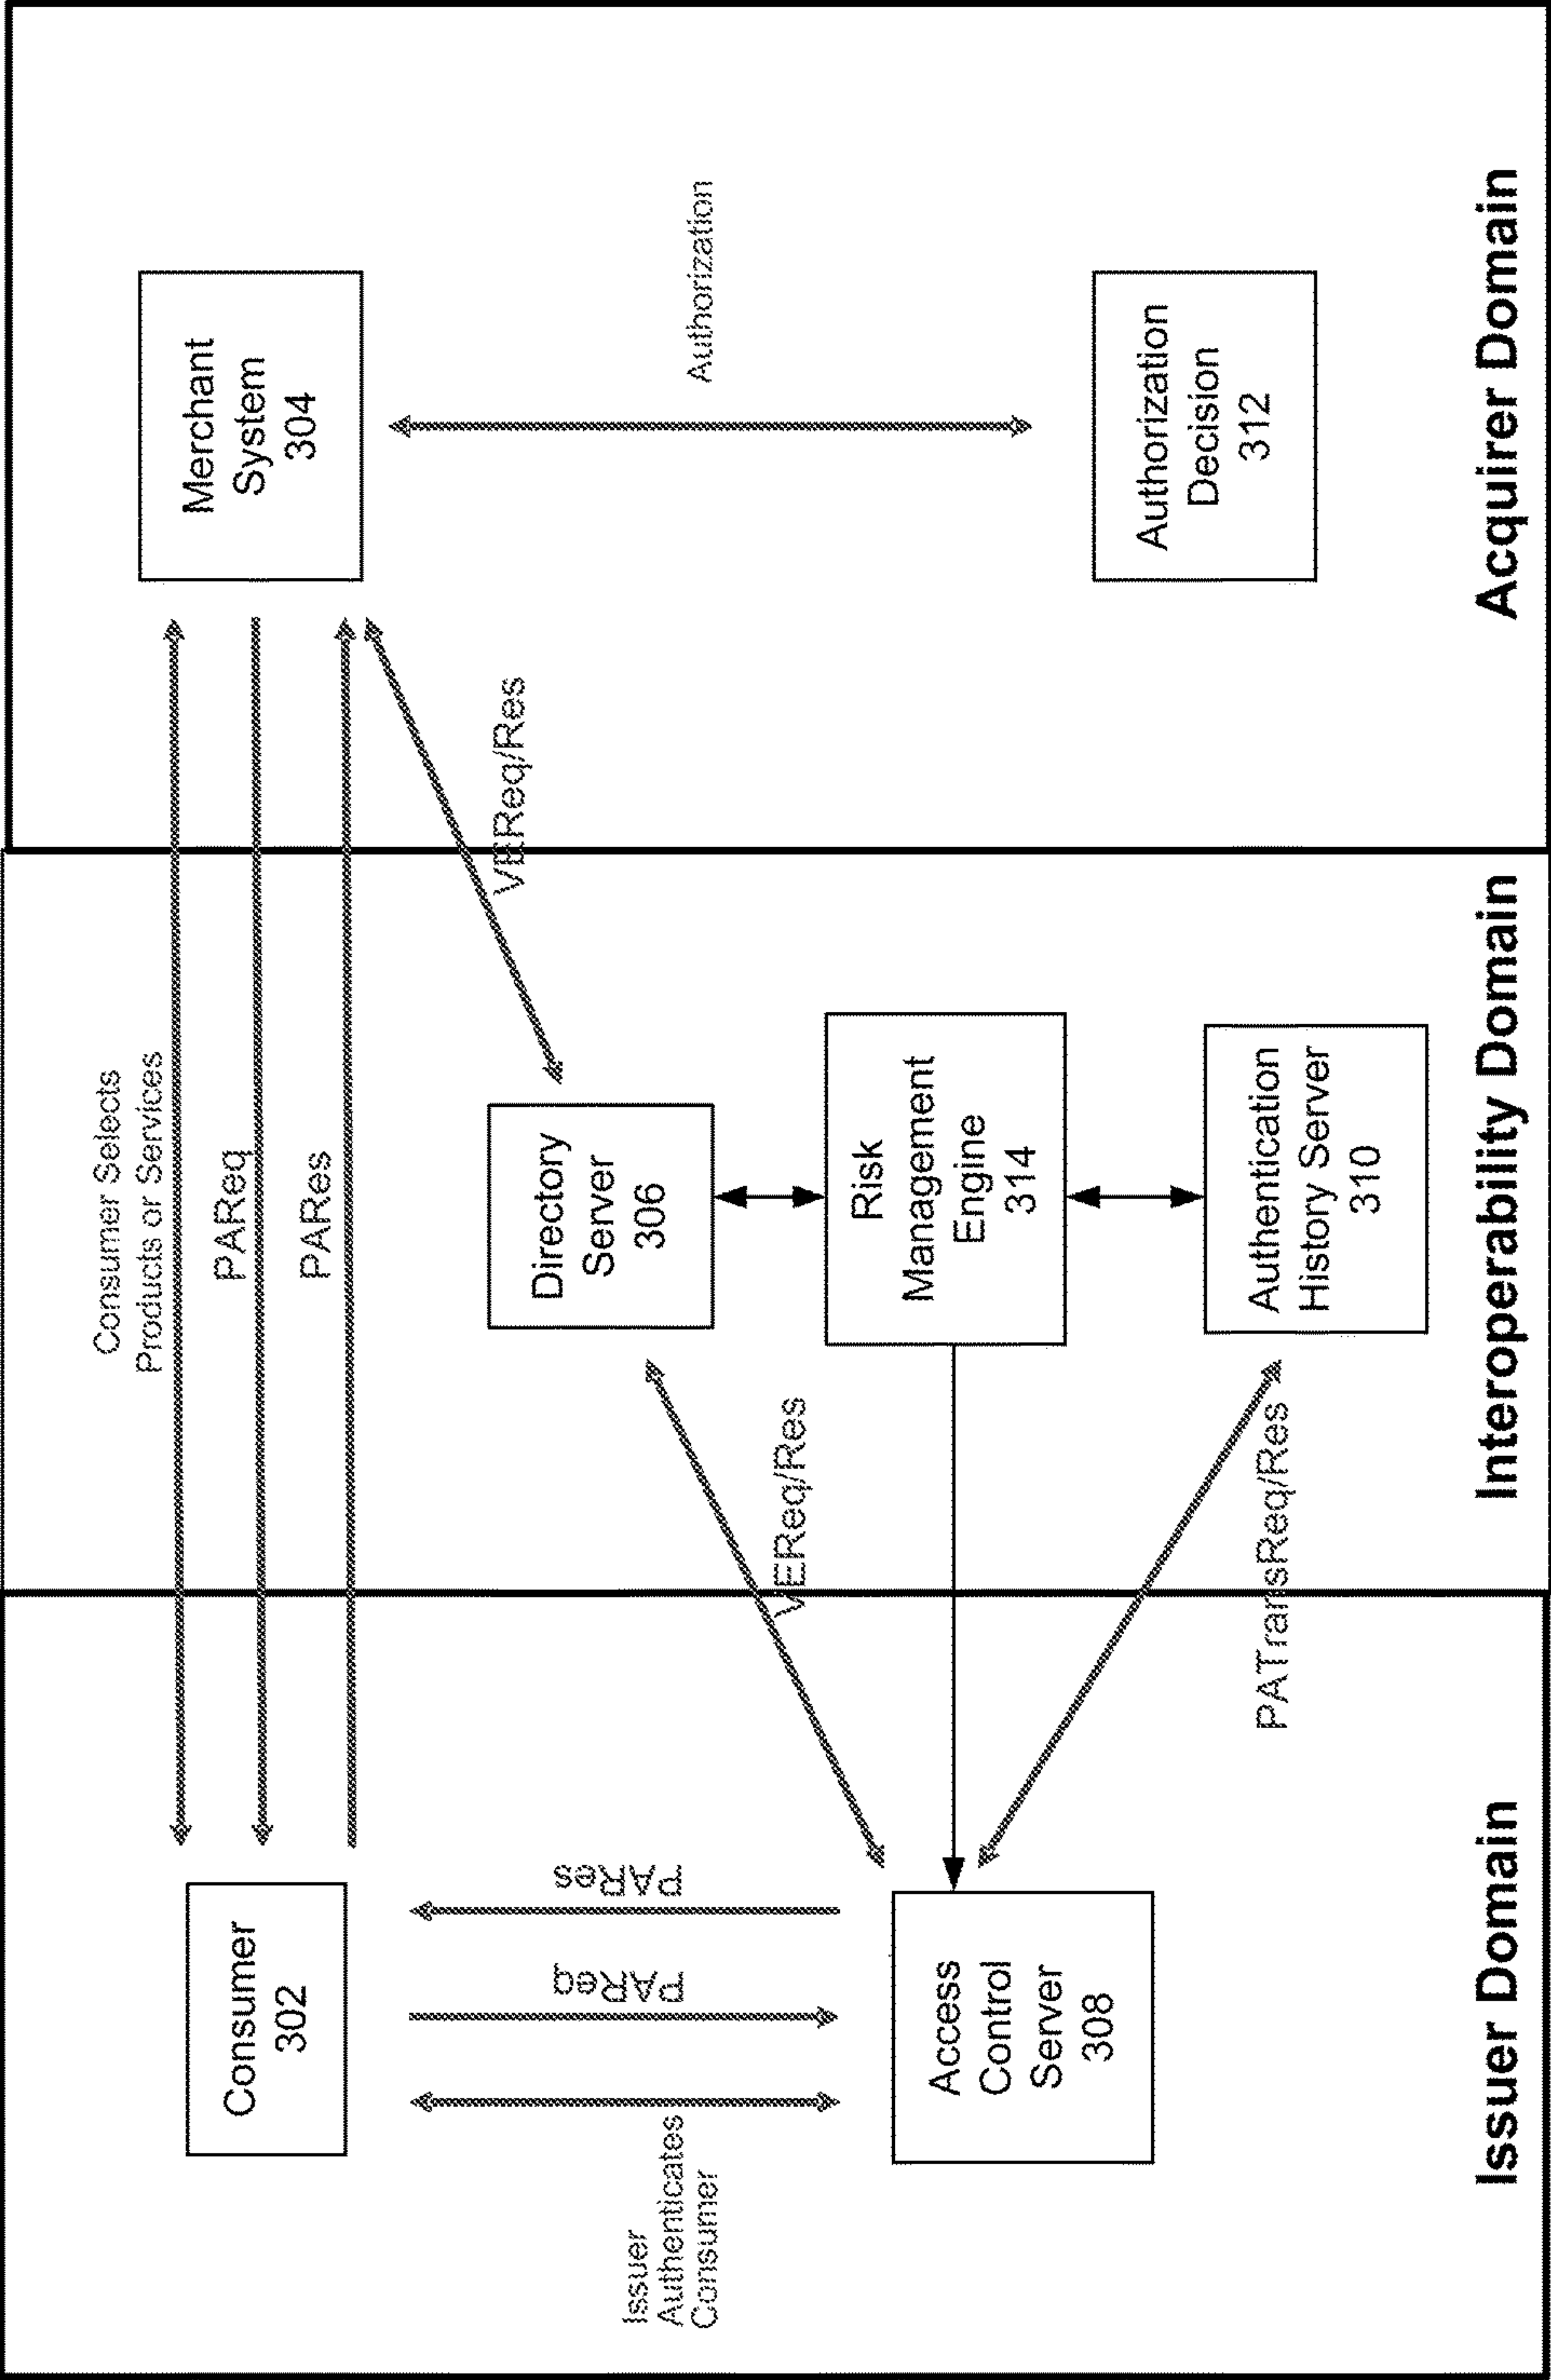 Consumer Selects
Products or Services
PAReq
PARes
Consumer
302
Merchant
System
304
Issuer
Authenticates
Consumer
PAReq
PARes
VEReq/Res
VEReq/Res
Authorization
Directory
Server
306
Risk
Management
Engine
314
Access
Control
Server
308
Authentication
History Server
310
PATransReq/Res
Authorization
Decision
312
Issuer Domain
Interoperability Domain
Acquirer Domain